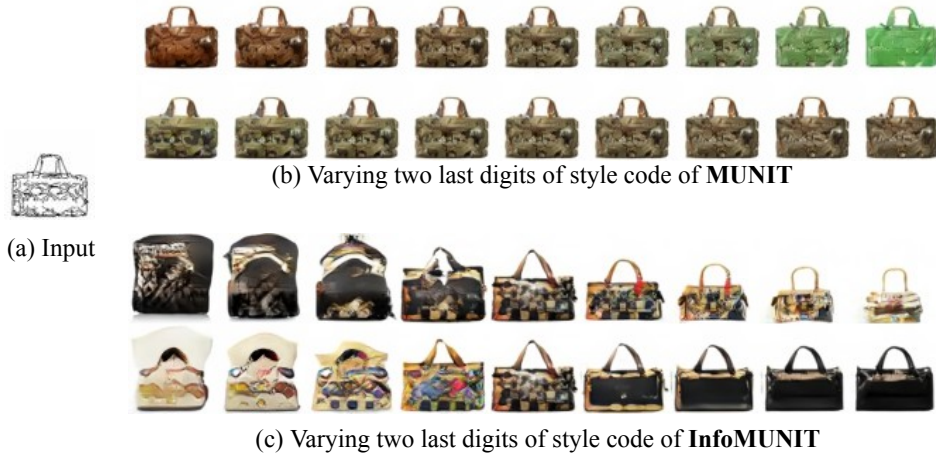 (b) Varying two last digits of style code of MUNIT
(a) Input
(c) Varying two last digits of style code of InfoMUNIT